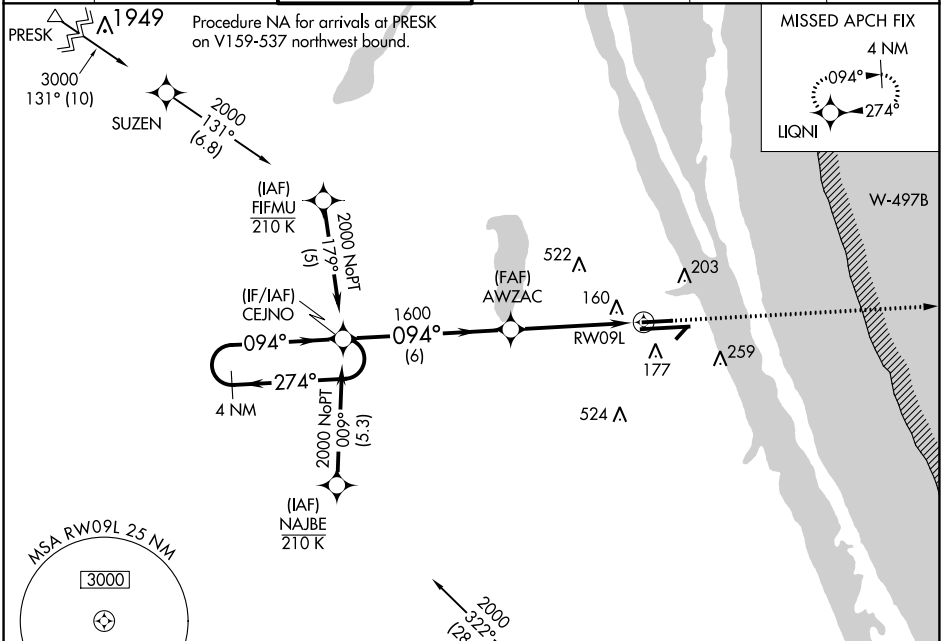 PRESK
1949
Procedure NA for arrivals at PRESK
on V159-537 northwest bound.
3000
131° (10)
SUZEN
2000
131°
(6.8)
MISSED APCH FIX
4 NM
094°
274°
LIQNI
W-497B
(IAF)
FIFMU
210 K
2000 NoPT
179°
(5)
(IF/IAF)
CEJNO
094°
274°
4 NM
1600
094°
(6)
(FAF)
AWZAC
522
203
160
RW09L
177
259
524
2000 NoPT
009°
(5.3)
(IAF)
NAJBE
210 K
MSA RW09L 25 NM
3000
2000
322°
(28